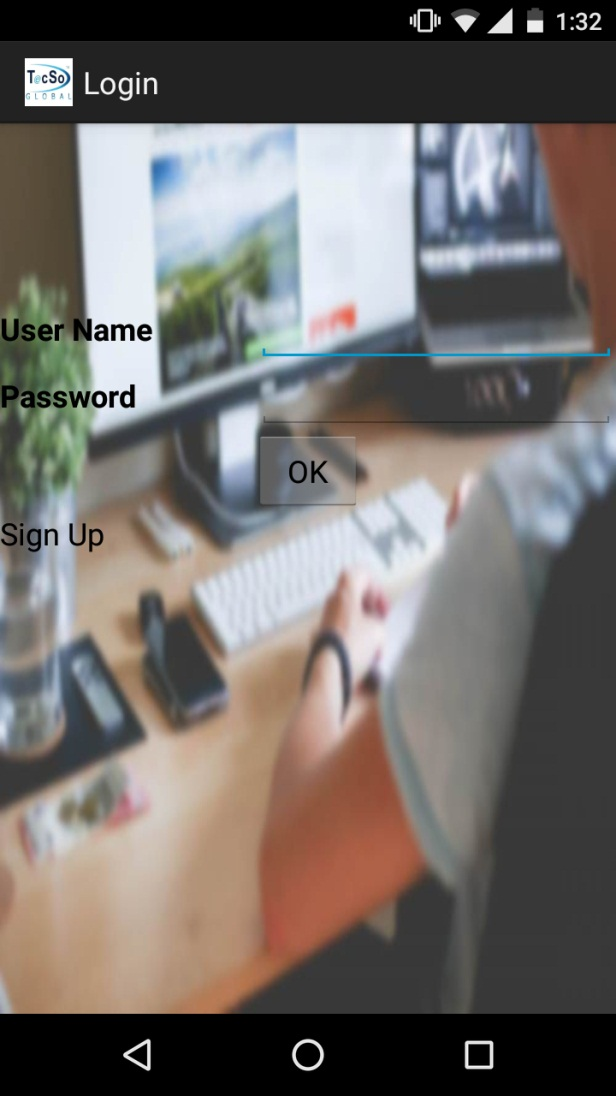 1:32
TecSo
GLOBAL
Login
User Name
Password
OK
Sign Up